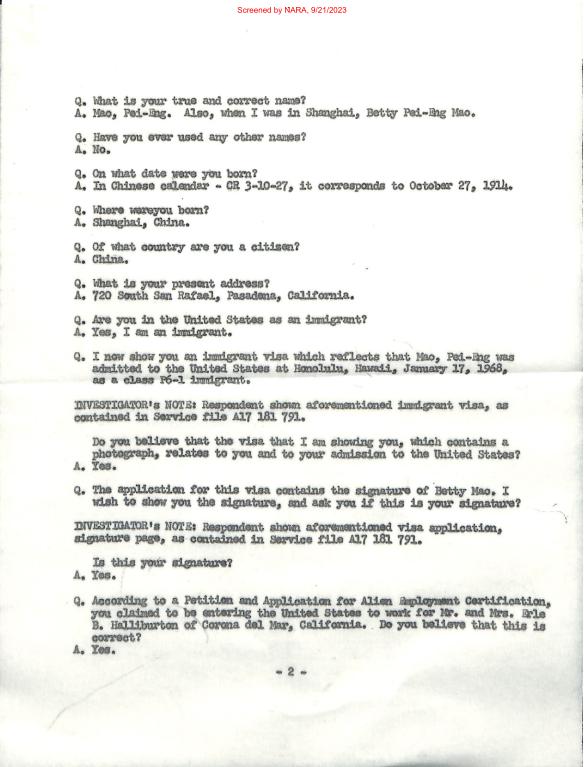 Screened by NARA, 9/21/2023
Q. What is your true and correct name?
A. Mao, Pei-Eng. Also, when I was in Shanghai, Betty Pei-Eng Mao.
Q. Have you ever used any other names?
A. No.
Q. On what date were you born?
A. In Chinese calendar - CR 3-10-27, it corresponds to October 27, 1914.
Q. Where wereyou born?
A. Shanghai, China.
Q. Of what country are you a citizen?
A. China.
Q. What is your present address?
A. 720 South San Rafael, Pasadena, California.
Q. Are you in the United States as an immigrant?
A. Yes, I am an immigrant.
Q. I now show you an immigrant visa which reflects that Mao, Pei-Eng was
admitted to the United States at Honolulu, Hawaii, January 17, 1968,
as a class P6-1 immigrant.
INVESTIGATOR's NOTE: Respondent shown aforementioned immigrant visa, as
contained in Service file A17 181 791.
Do you believe that the visa that I am showing you, which contains a
photograph, relates to you and to your admission to the United States?
A. Yes.
Q. The application for this visa contains the signature of Betty Mao. I
wish to show you the signature, and ask you if this is your signature?
INVESTIGATOR's NOTE: Respondent shown aforementioned visa application,
signature page, as contained in Service file A17 181 791.
Is this your signature?
A. Yes.
Q. According to a Petition and Application for Alien Employment Certification,
you claimed to be entering the United States to work for Mr. and Mrs. Erle
B. Halliburton of Corona del Mar, California. Do you believe that this is
correct?
A. Yes.
- 2 -